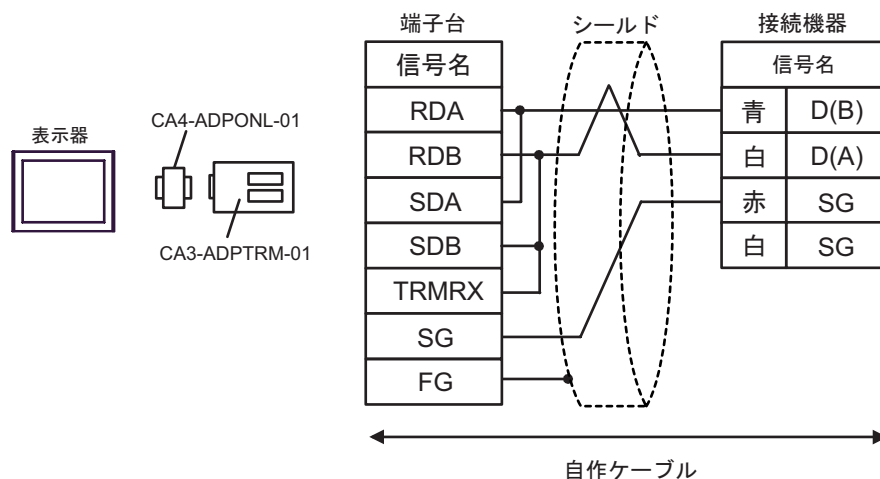 表示器
CA4-ADPONL-01
CA3-ADPTRM-01
端子台
シールド
接続機器
信号名
信号名
RDA
青 D(B)
RDB
白 D(A)
SDA
赤 SG
SDB
白 SG
TRMRX
SG
FG
自作ケーブル